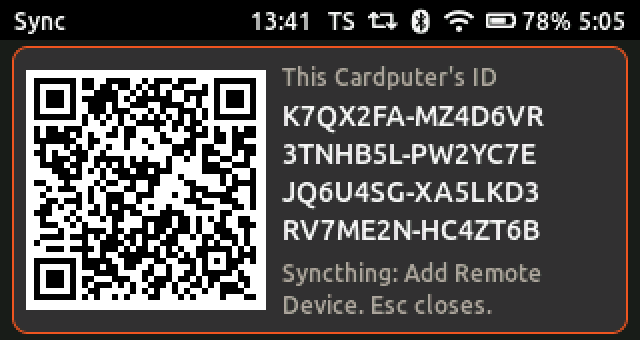 Sync 13:41 TS 78% 5:05
This Cardputer's ID
K7QX2FA-MZ4D6VR
3TNHB5L-PW2YC7E
JQ6U4SG-XA5LKD3
RV7ME2N-HC4ZT6B
Syncthing: Add Remote
Device. Esc closes.